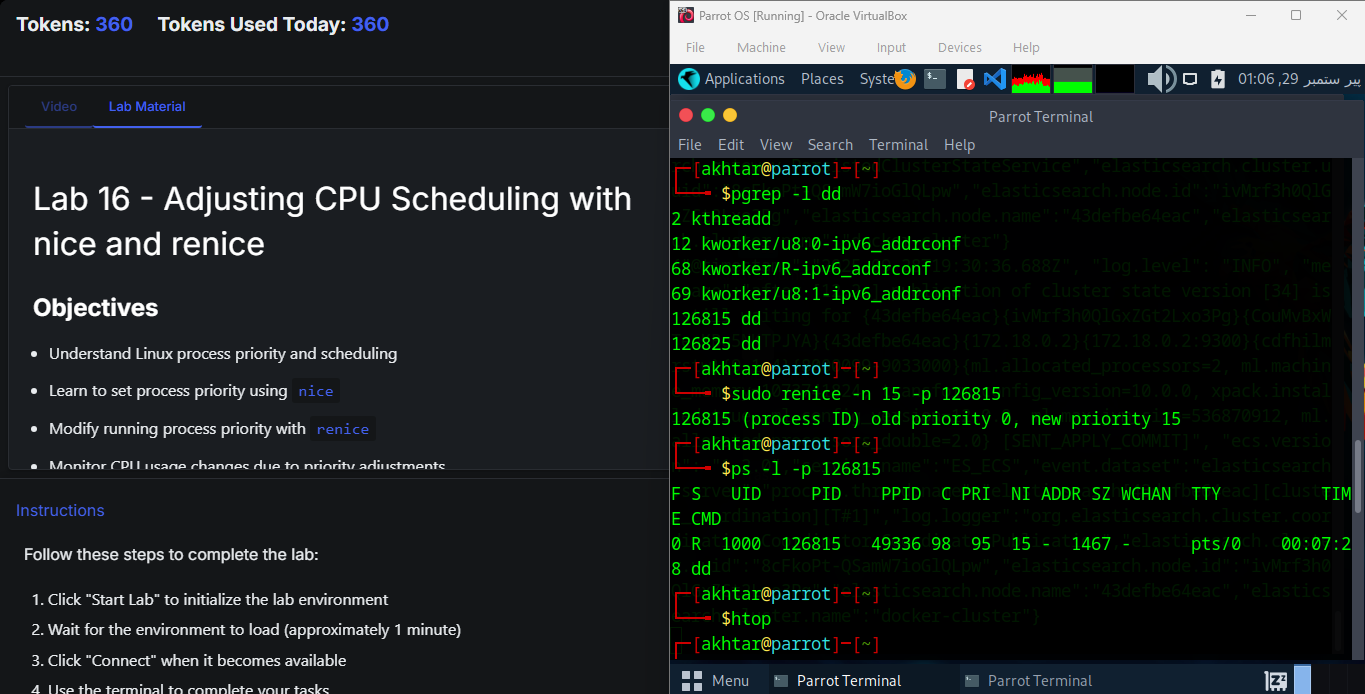 Tokens: 360 Tokens Used Today: 360
Video Lab Material
Lab 16 - Adjusting CPU Scheduling with
nice and renice
Objectives
• Understand Linux process priority and scheduling
• Learn to set process priority using nice
• Modify running process priority with renice
• Monitor CPU usage changes due to priority adjustments
Instructions
Follow these steps to complete the lab:
1. Click "Start Lab" to initialize the lab environment
2. Wait for the environment to load (approximately 1 minute)
3. Click "Connect" when it becomes available
4. Use the terminal to complete your tasks
Parrot OS [Running] - Oracle VirtualBox
File Machine View Input Devices Help
Applications Places Syste پیر ستمبر 29, 01:06
Parrot Terminal
File Edit View Search Terminal Help
┌─[akhtar@parrot]─[~]
└──╼ $pgrep -l dd
2 kthreadd
12 kworker/u8:0-ipv6_addrconf
68 kworker/R-ipv6_addrconf
69 kworker/u8:1-ipv6_addrconf
126815 dd
126825 dd
┌─[akhtar@parrot]─[~]
└──╼ $sudo renice -n 15 -p 126815
126815 (process ID) old priority 0, new priority 15
┌─[akhtar@parrot]─[~]
└──╼ $ps -l -p 126815
F S UID PID PPID C PRI NI ADDR SZ WCHAN TTY TIM
E CMD
0 R 1000 126815 49336 98 95 15 - 1467 - pts/0 00:07:2
8 dd
┌─[akhtar@parrot]─[~]
└──╼ $htop
┌─[akhtar@parrot]─[~]
Menu Parrot Terminal Parrot Terminal